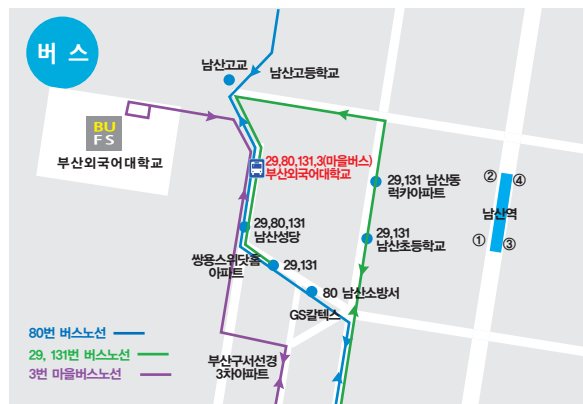 버 스
남산고교
남산고등학교
BU
FS
부산외국어대학교
29,80,131,3(마을버스)
부산외국어대학교
29,131 남산동
럭키아파트
②
④
남산역
①
③
29,80,131
남산성당
29,131
남산초등학교
쌍용스윗닷홈
아파트
29,131
80 남산소방서
GS칼텍스
80번 버스노선
29, 131번 버스노선
3번 마을버스노선
부산구서선경
3차아파트